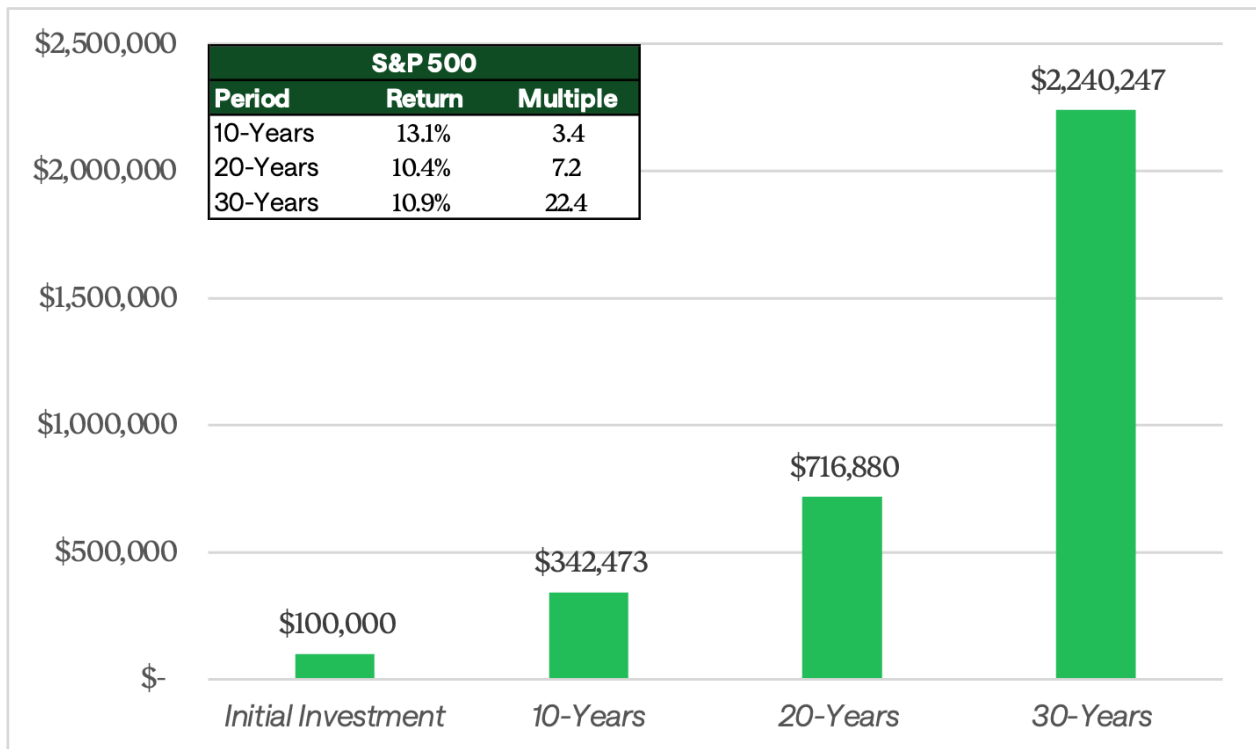 $2,500,000
$2,000,000
$1,500,000
$1,000,000
$500,000
$-
S&P 500
Period Return Multiple
10-Years 13.1% 3.4
20-Years 10.4% 7.2
30-Years 10.9% 22.4
$100,000
$342,473
$716,880
$2,240,247
Initial Investment 10-Years 20-Years 30-Years